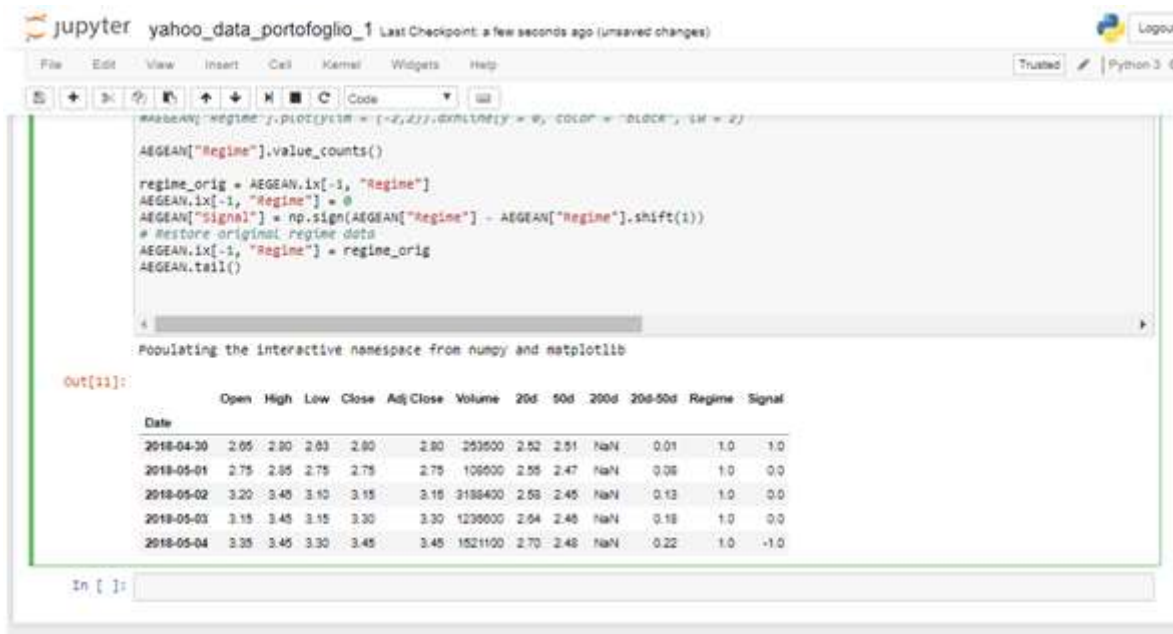 jupyter yahoo_data_portofoglio_1 Last Checkpoint: a few seconds ago (unsaved changes)
Logou
File Edit View Insert Cell Kernel Widgets Help
Trusted Python 3
Code
#AEGEAN["Regime"].plot(ylim = (-2,2)).axhline(y = 0, color = "black", lw = 2)
AEGEAN["Regime"].value_counts()
regime_orig = AEGEAN.ix[-1, "Regime"]
AEGEAN.ix[-1, "Regime"] = 0
AEGEAN["Signal"] = np.sign(AEGEAN["Regime"] - AEGEAN["Regime"].shift(1))
# Restore original regime data
AEGEAN.ix[-1, "Regime"] = regime_orig
AEGEAN.tail()
Populating the interactive namespace from numpy and matplotlib
Out[11]:
Open High Low Close Adj Close Volume 20d 50d 200d 20d-50d Regime Signal
Date
2018-04-30 2.65 2.80 2.63 2.80 2.80 253500 2.52 2.51 NaN 0.01 1.0 1.0
2018-05-01 2.75 2.85 2.75 2.75 2.75 2.55 2.47 NaN 1.0 0.0
2018-05-02 3.20 3.45 3.10 3.15 3.15 2.45 NaN 0.13 1.0 0.0
2018-05-03 3.15 3.45 3.15 3.30 3.30 2.64 NaN 1.0 0.0
2018-05-04 3.35 3.45 3.30 3.45 3.45 1521100 2.70 2.48 NaN 0.22 1.0 -1.0
In [ ]: